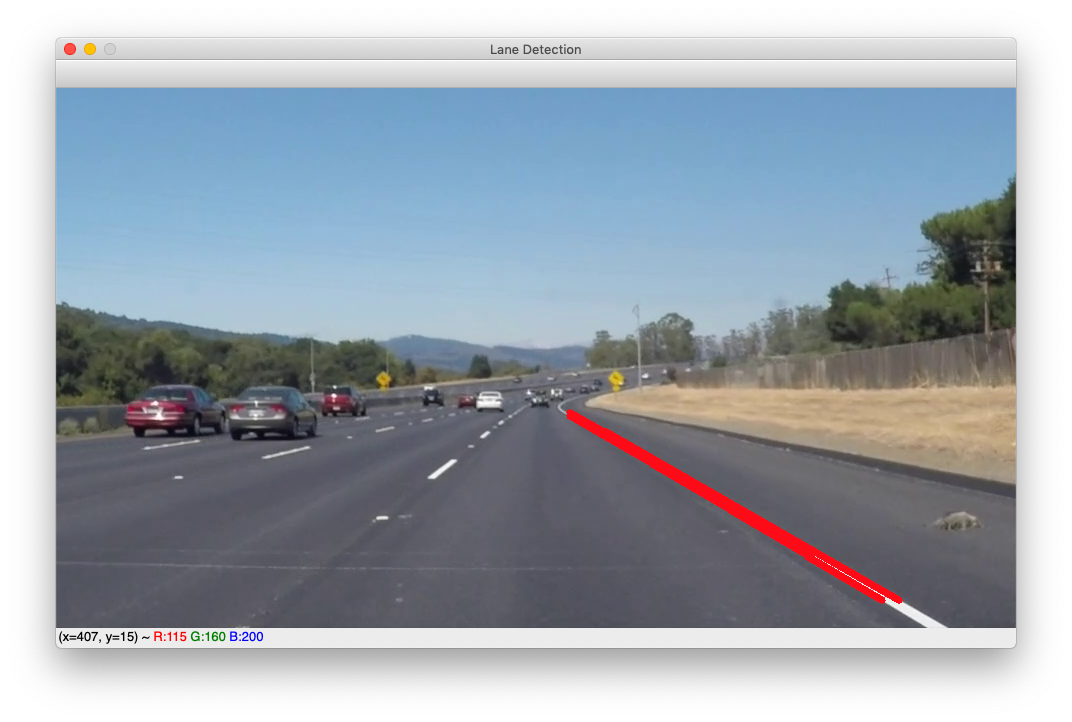 Lane Detection
(x=407, y=15) ~ R:115 G:160 B:200